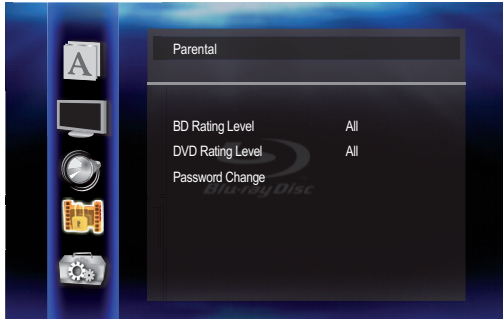 A
Parental
BD Rating Level All
DVD Rating Level All
Password Change
Blu-ray Disc